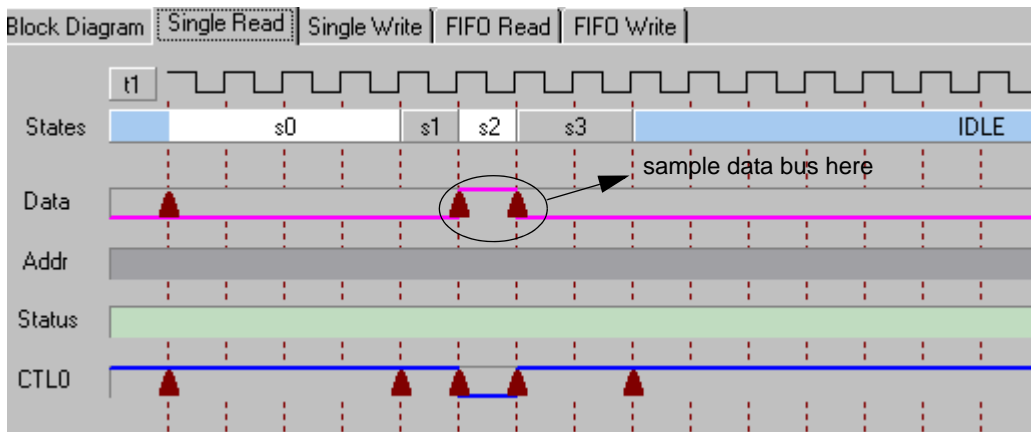 Block Diagram Single Read Single Write FIFO Read FIFO Write
t1
States s0 s1 s2 s3 IDLE
sample data bus here
Data
Addr
Status
CTL0